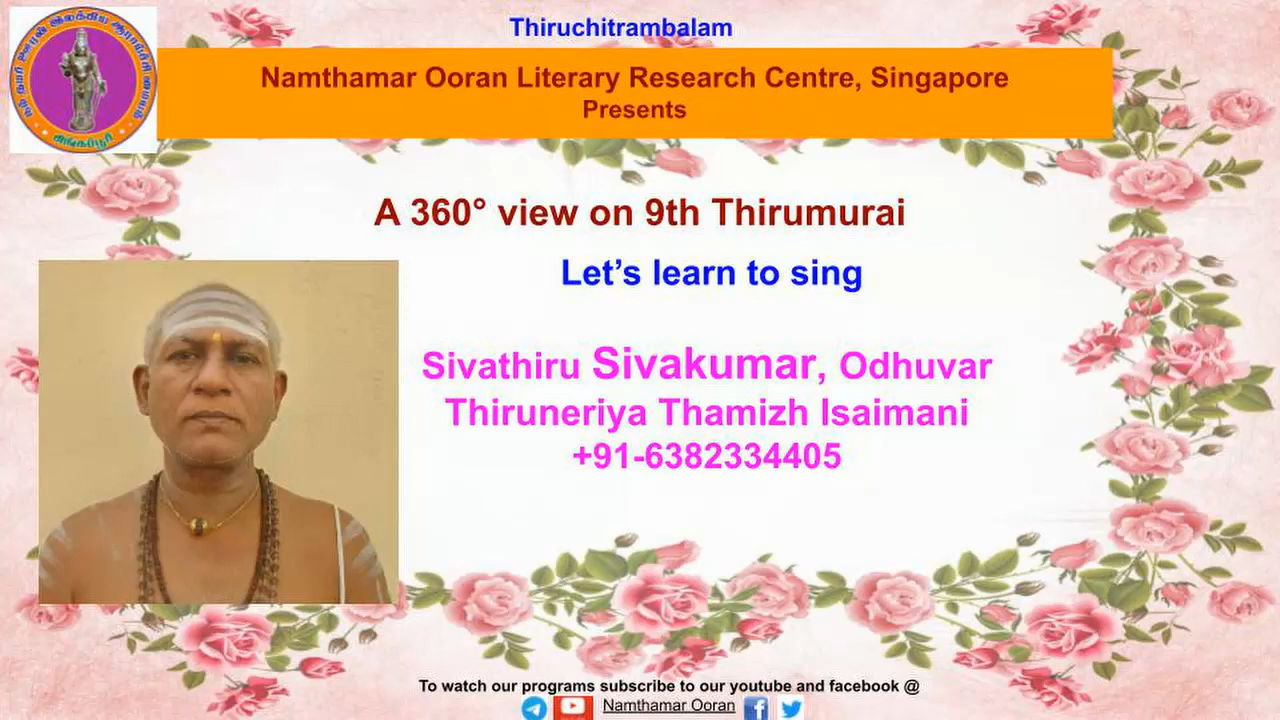 Thiruchitrambalam
Namthamar Ooran Literary Research Centre, Singapore
Presents
A 360° view on 9th Thirumurai
Let’s learn to sing
Sivathiru Sivakumar, Odhuvar
Thiruneriya Thamizh Isaimani
+91-6382334405
To watch our programs subscribe to our youtube and facebook @
Namthamar Ooran